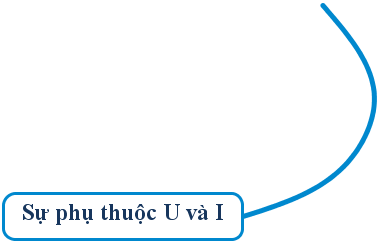 Sự phụ thuộc U và I